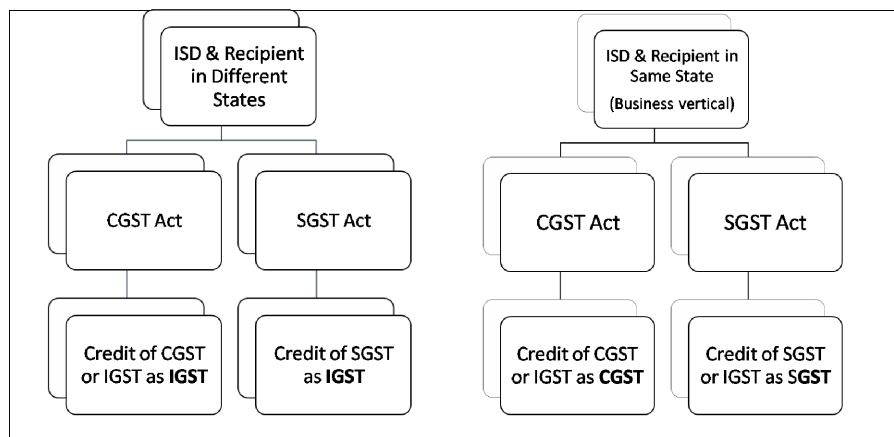 ISD & Recipient
in Different
States
CGST Act
SGST Act
Credit of CGST
or IGST as IGST
Credit of SGST
as IGST
ISD & Recipient in
Same State
(Business vertical)
CGST Act
SGST Act
Credit of CGST
or IGST as CGST
Credit of SGST
or IGST as SGST